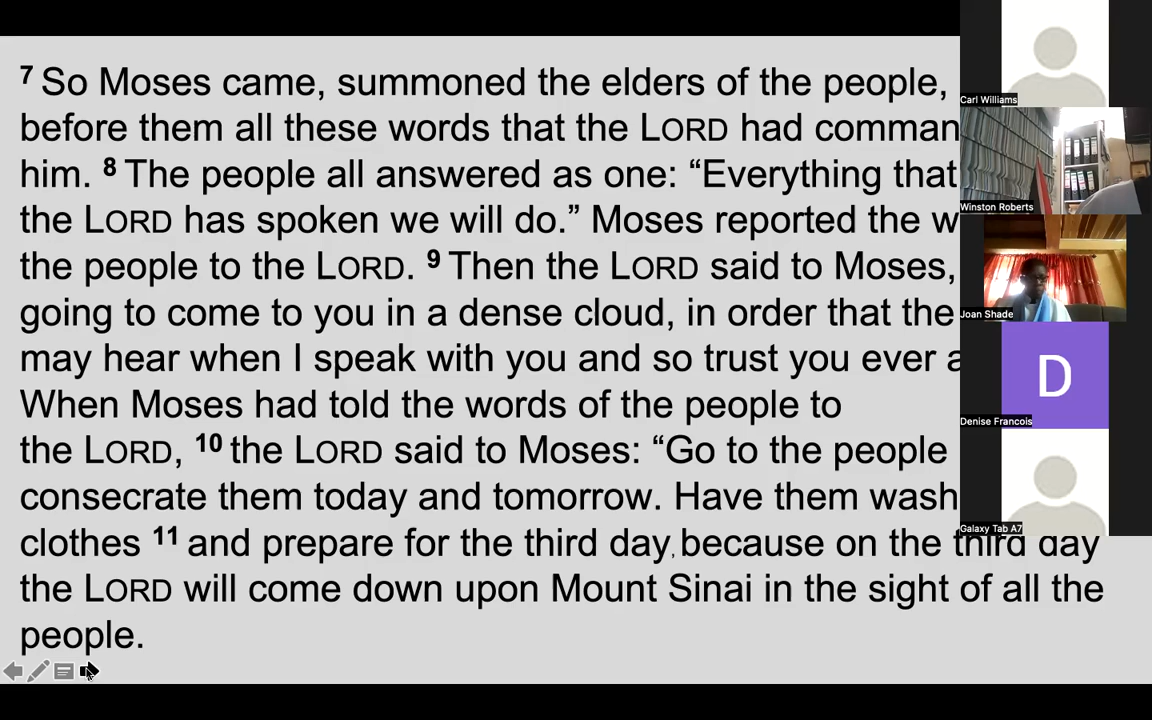 7 So Moses came, summoned the elders of the people,
before them all these words that the LORD had comman
him. 8 The people all answered as one: “Everything that
the LORD has spoken we will do.” Moses reported the w
the people to the LORD. 9 Then the LORD said to Moses,
going to come to you in a dense cloud, in order that the
may hear when I speak with you and so trust you ever a
When Moses had told the words of the people to
the LORD, 10 the LORD said to Moses: “Go to the people
consecrate them today and tomorrow. Have them wash
clothes 11 and prepare for the third day, because on the third day
the LORD will come down upon Mount Sinai in the sight of all the
people.
Carl Williams
Winston Roberts
Joan Shade
D
Denise Francois
Galaxy Tab A7